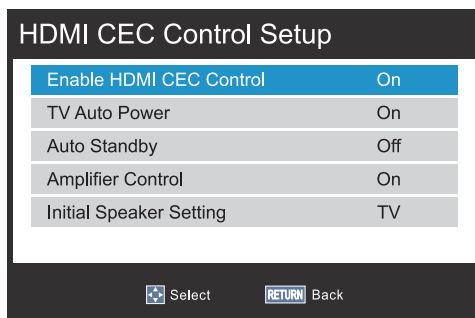 HDMI CEC Control Setup
Enable HDMI CEC Control On
TV Auto Power On
Auto Standby Off
Amplifier Control On
Initial Speaker Setting TV
Select RETURN Back